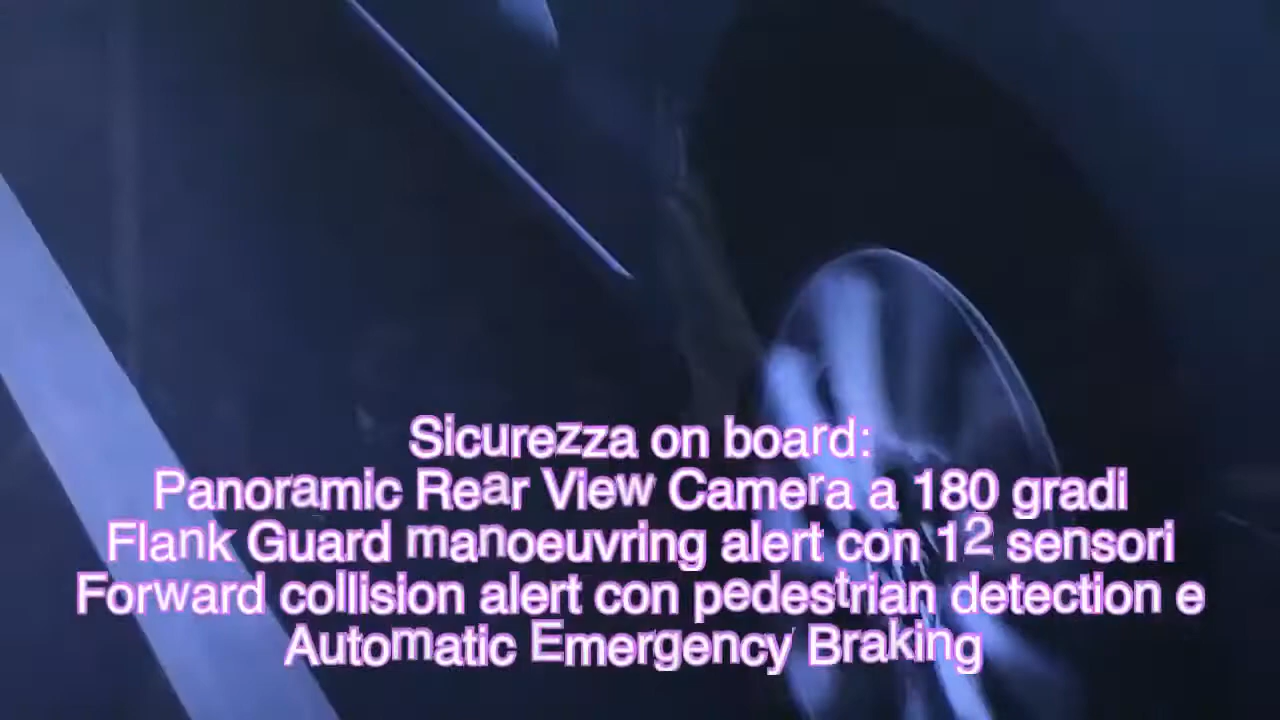 Sicurezza on board:
Panoramic Rear View Camera a 180 gradi
Flank Guard manoeuvring alert con 12 sensori
Forward collision alert con pedestrian detection e
Automatic Emergency Braking